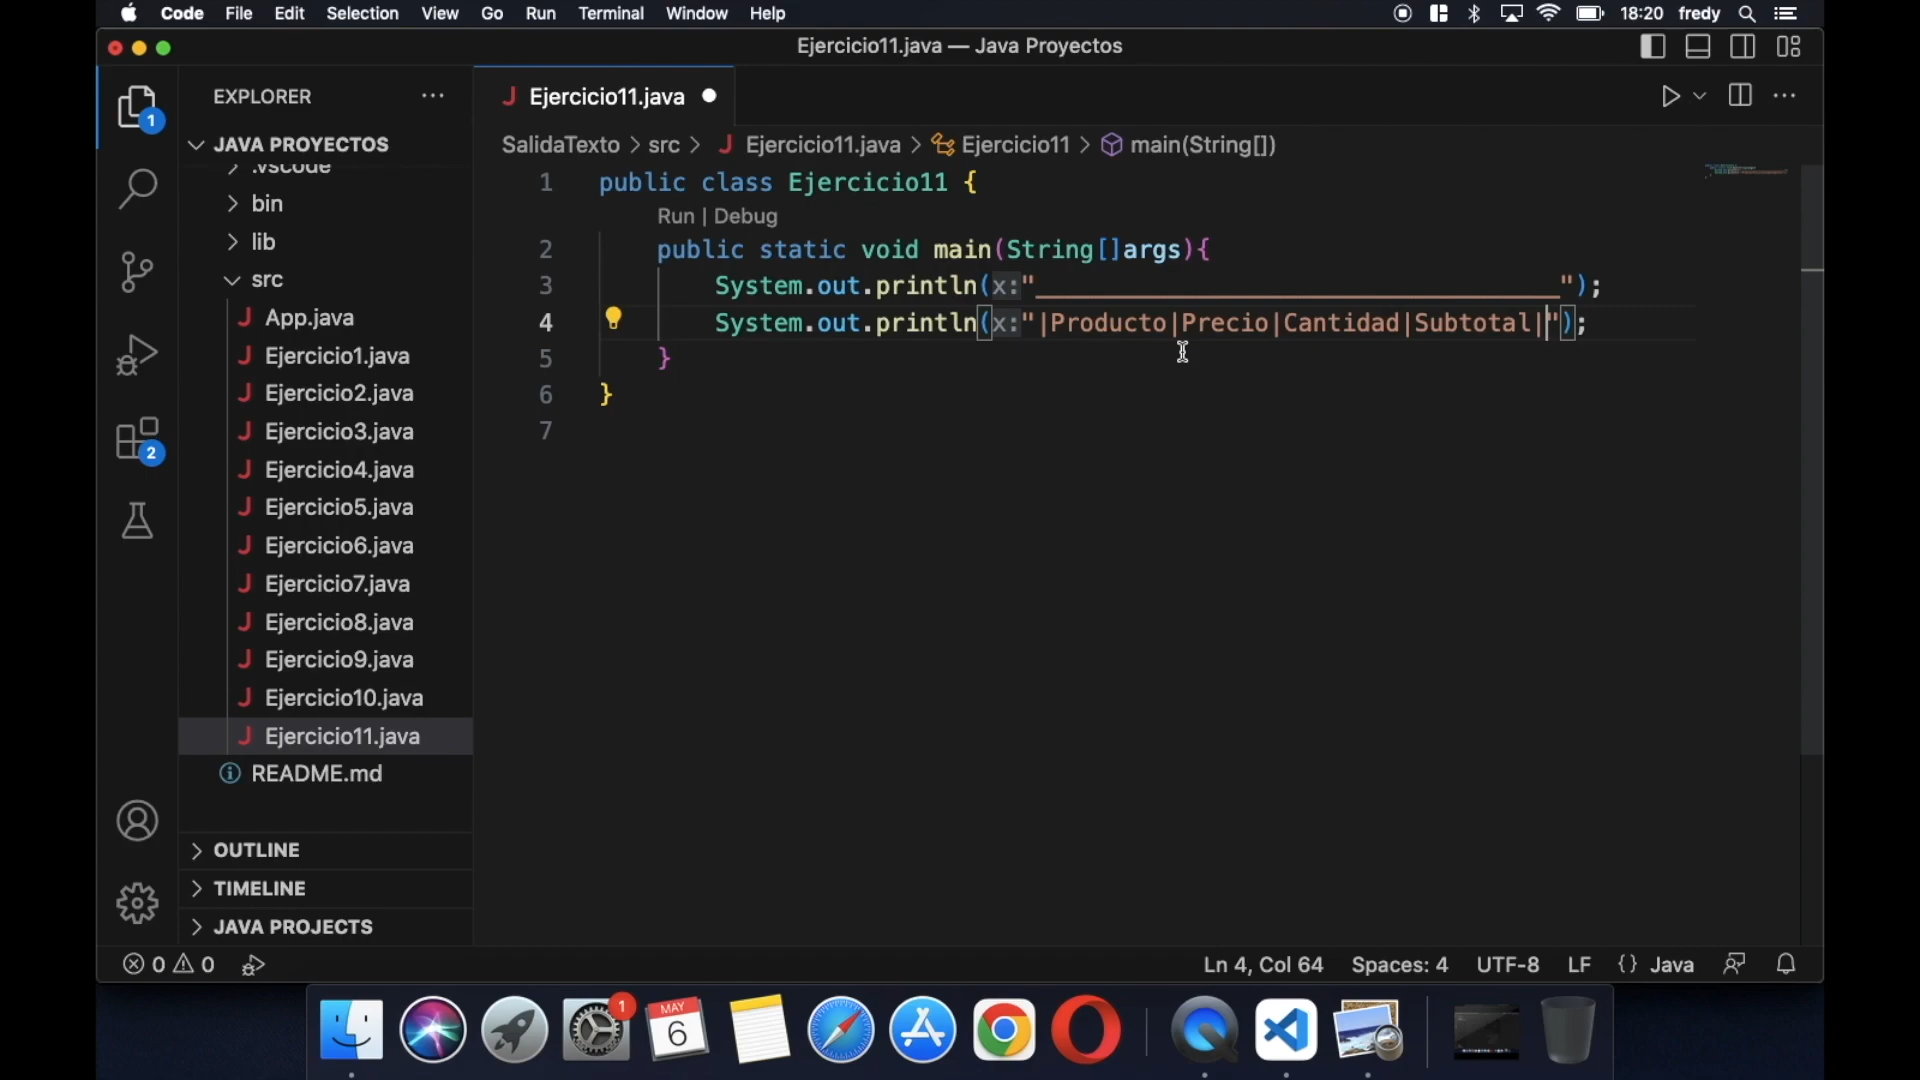 Code File Edit Selection View Go Run Terminal Window Help 18:20 fredy
Ejercicio11.java — Java Proyectos
EXPLORER
Ejercicio11.java
1
JAVA PROYECTOS
SalidaTexto > src > Ejercicio11.java > Ejercicio11 > main(String[])
.vscode
bin
lib
src
App.java
Ejercicio1.java
Ejercicio2.java
Ejercicio3.java
Ejercicio4.java
Ejercicio5.java
Ejercicio6.java
Ejercicio7.java
Ejercicio8.java
Ejercicio9.java
Ejercicio10.java
Ejercicio11.java
README.md
2
OUTLINE
TIMELINE
JAVA PROJECTS
1 public class Ejercicio11 {
Run | Debug
2 public static void main(String[]args){
3 System.out.println(x:"____________________________________");
4 System.out.println(x:"|Producto|Precio|Cantidad|Subtotal|");
5 }
6 }
7
0 0 Ln 4, Col 64 Spaces: 4 UTF-8 LF {} Java
1
MAY
6